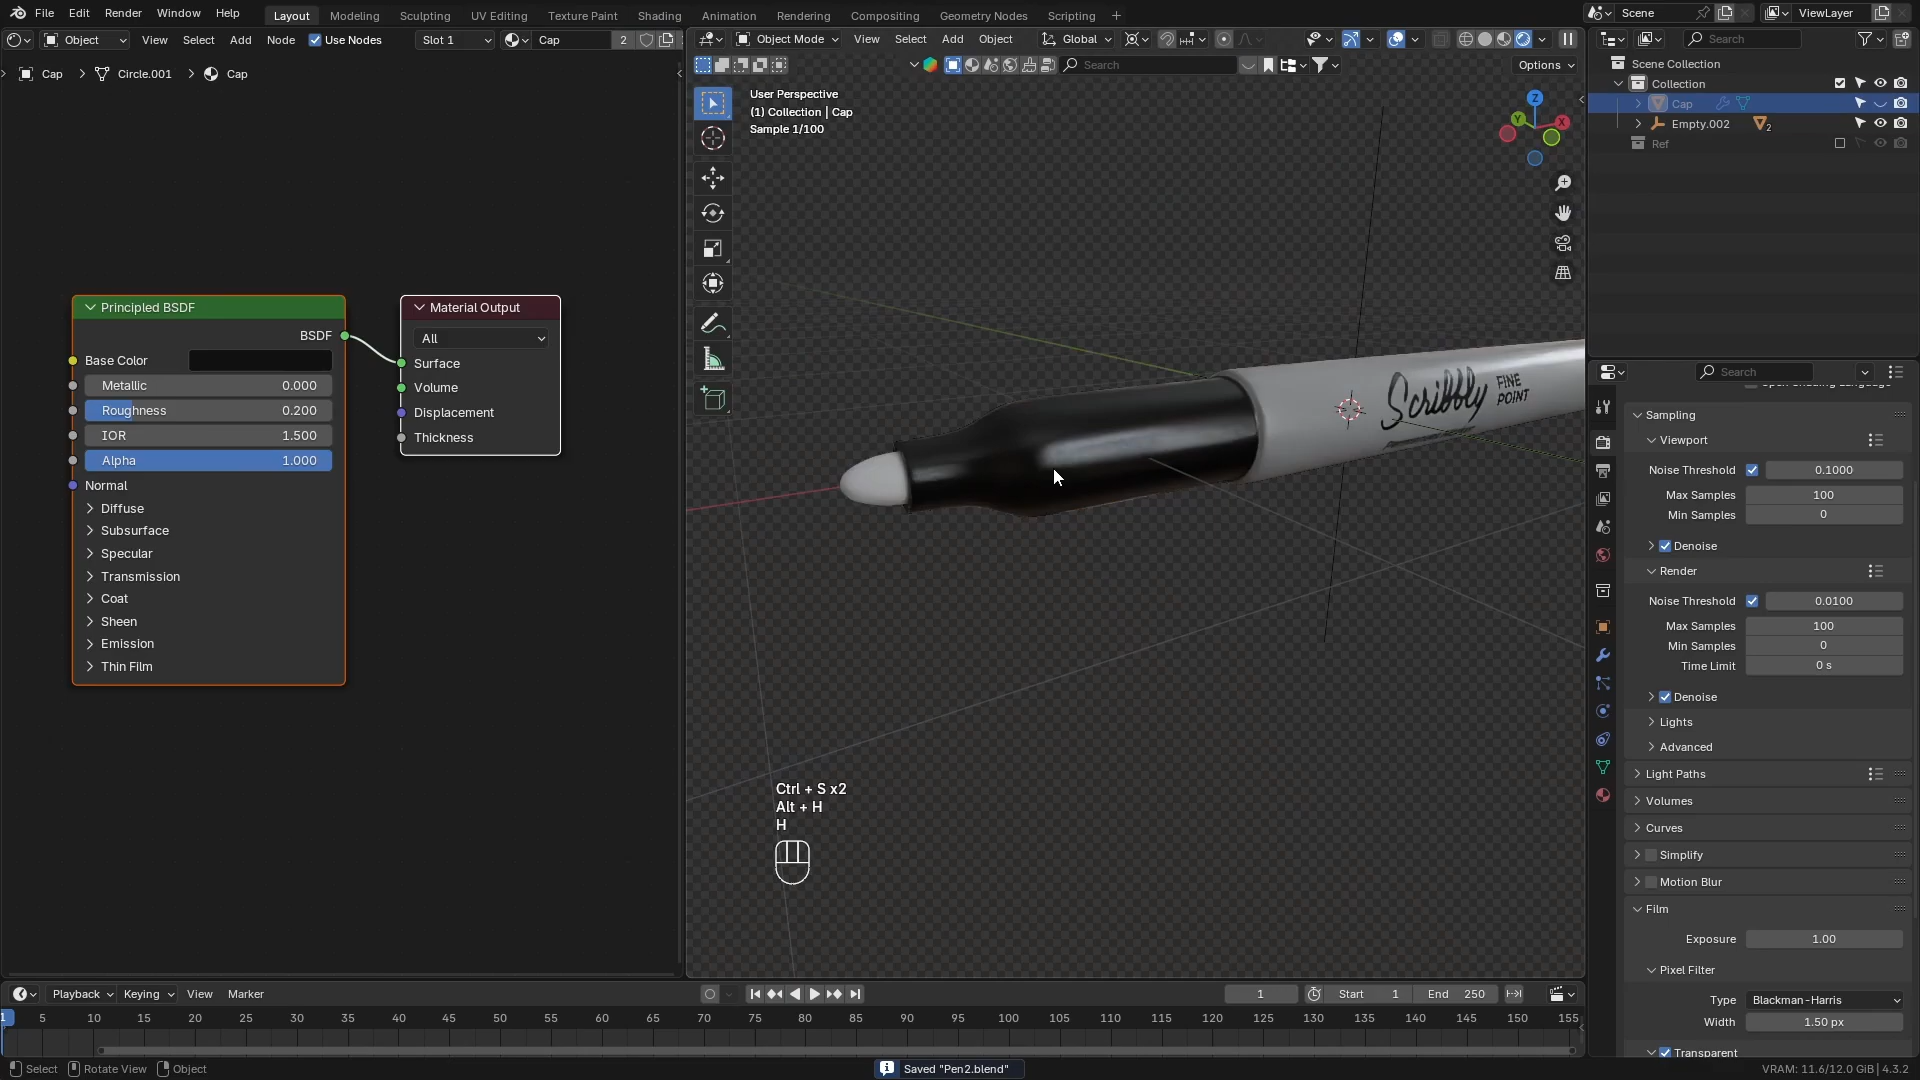 File Edit Render Window Help Layout Modeling Sculpting UV Editing Texture Paint Shading Animation Rendering Compositing Geometry Nodes Scripting + Scene ViewLayer
Object View Select Add Node Use Nodes Slot 1 Cap 2
Object Mode View Select Add Object Global
Search
Cap Circle.001 Cap
Search Options
User Perspective
(1) Collection | Cap
Sample 1/100
Z
Y
X
Scene Collection
Collection
Cap
Empty.002 2
Ref
Principled BSDF
BSDF
Base Color
Metallic 0.000
Roughness 0.200
IOR 1.500
Alpha 1.000
Normal
Diffuse
Subsurface
Specular
Transmission
Coat
Sheen
Emission
Thin Film
Material Output
All
Surface
Volume
Displacement
Thickness
Scribbly FINE
POINT
Ctrl + S x2
Alt + H
H
Search
Open Shading Language
Sampling
Viewport
Noise Threshold 0.1000
Max Samples 100
Min Samples 0
Denoise
Render
Noise Threshold 0.0100
Max Samples 100
Min Samples 0
Time Limit 0 s
Denoise
Lights
Advanced
Light Paths
Volumes
Curves
Simplify
Motion Blur
Film
Exposure 1.00
Pixel Filter
Type Blackman-Harris
Width 1.50 px
Transparent
Playback Keying View Marker 1 Start 1 End 250
1 5 10 15 20 25 30 35 40 45 50 55 60 65 70 75 80 85 90 95 100 105 110 115 120 125 130 135 140 145 150 155
Select Rotate View Object Saved "Pen2.blend" VRAM: 11.6/12.0 GiB | 4.3.2